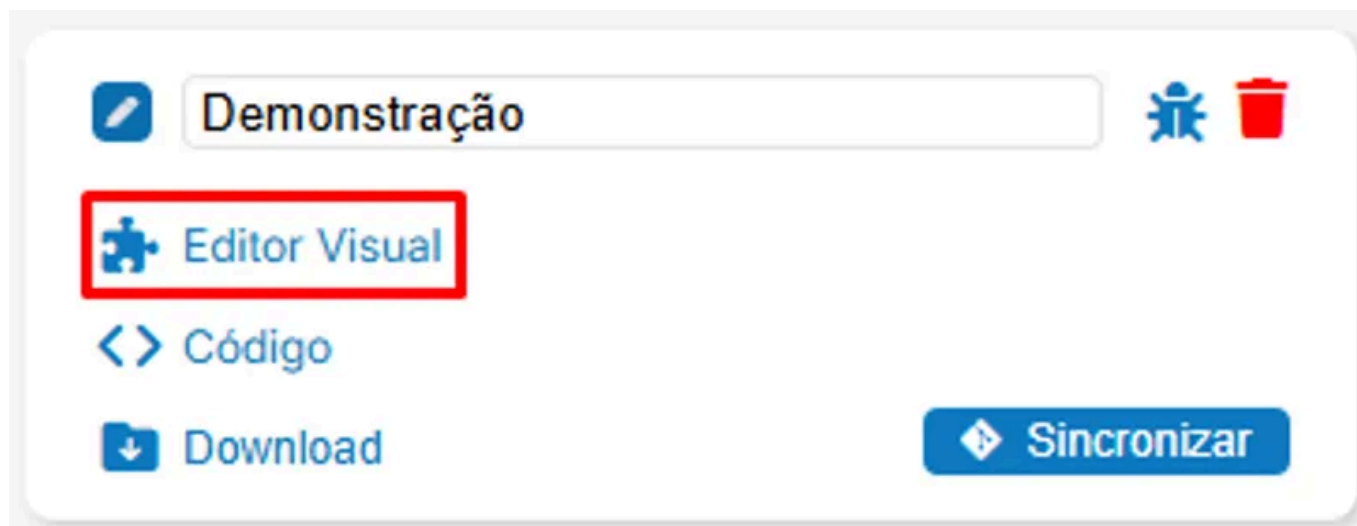 Demonstração
Editor Visual
Código
Download
Sincronizar